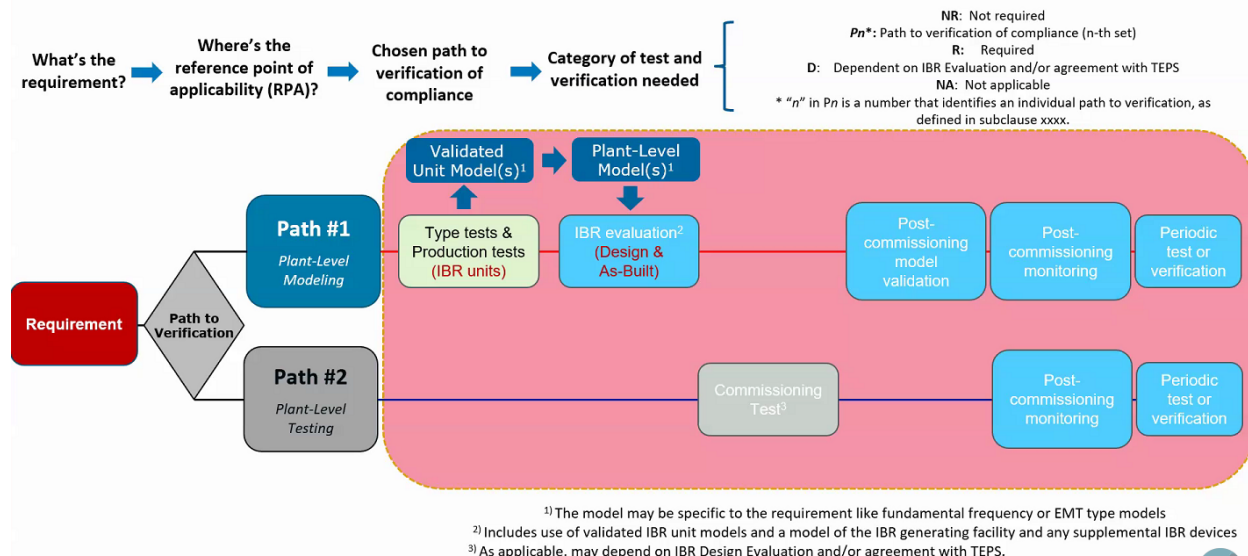 What's the
requirement?
Where's the
reference point of
applicability (RPA)?
Chosen path to
verification of
compliance
Category of test and
verification needed
NR: Not required
Pn*: Path to verification of compliance (n-th set)
R: Required
D: Dependent on IBR Evaluation and/or agreement with TEPS
NA: Not applicable
* "n" in Pn is a number that identifies an individual path to verification, as
defined in subclause xxxx.
Validated
Unit Model(s)1
Plant-Level
Model(s)1
Path #1
Plant-Level
Modeling
Type tests &
Production tests
(IBR units)
IBR evaluation2
(Design &
As-Built)
Post-
commissioning
model
validation
Post-
commissioning
monitoring
Periodic
test or
verification
Requirement
Path to
Verification
Path #2
Plant-Level
Testing
Commissioning
Test3
Post-
commissioning
monitoring
Periodic
test or
verification
1) The model may be specific to the requirement like fundamental frequency or EMT type models
2) Includes use of validated IBR unit models and a model of the IBR generating facility and any supplemental IBR devices
3) As applicable, may depend on IBR Design Evaluation and/or agreement with TEPS.